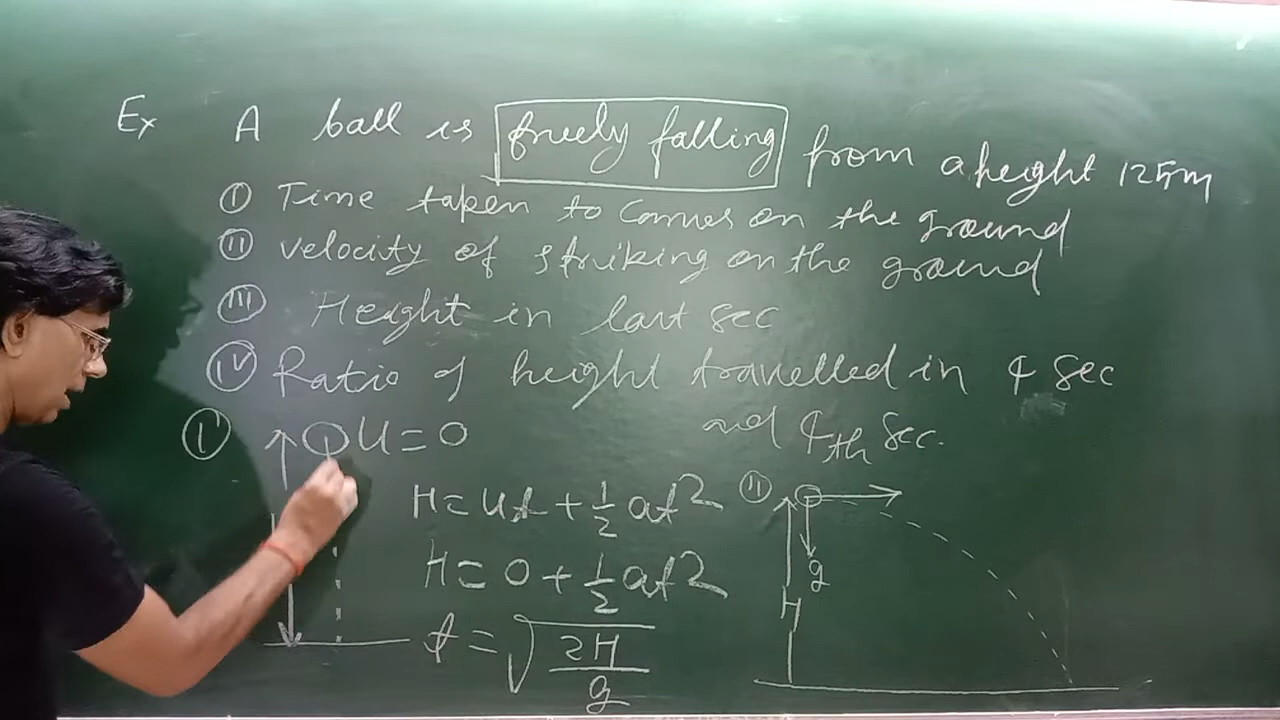 Ex A ball is freely falling from a height 125m
I Time taken to comes on the ground
II velocity of striking on the ground
III Height in last sec
IV Ratio of height travelled in 4 sec
and 4th sec.
I U = 0
H = ut + 1/2 at²
H = 0 + 1/2 at²
t = √(2H/g)
II
g
H